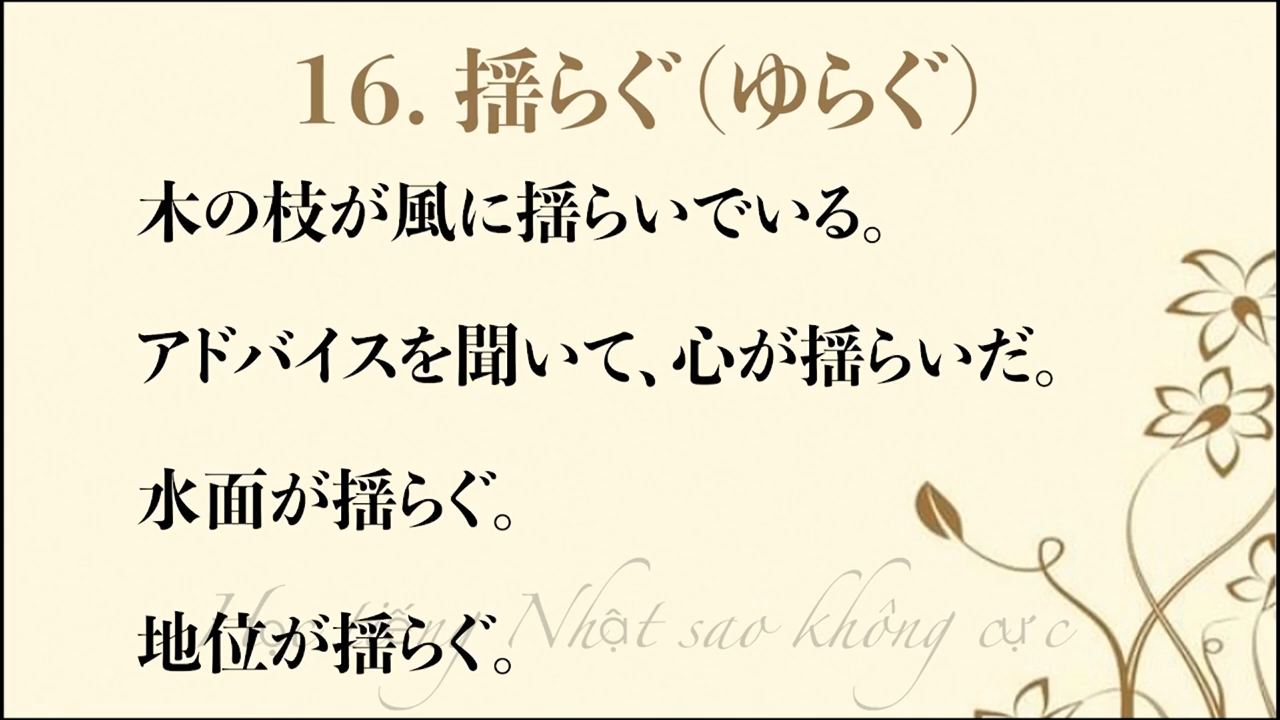 16. 揺らぐ（ゆらぐ）
木の枝が風に揺らいでいる。
アドバイスを聞いて、心が揺らいだ。
水面が揺らぐ。
地位が揺らぐ。
Học tiếng Nhật sao không cực